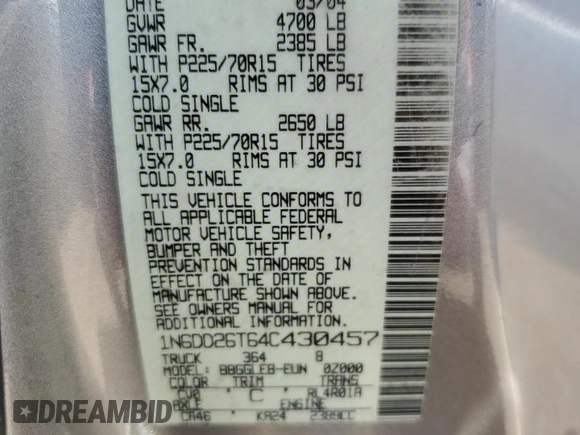 DATE 03/04
GVWR 4700 LB
GAWR FR. 2385 LB
WITH P225/70R15 TIRES
15X7.0 RIMS AT 30 PSI
COLD SINGLE
GAWR RR. 2650 LB
WITH P225/70R15 TIRES
15X7.0 RIMS AT 30 PSI
COLD SINGLE
THIS VEHICLE CONFORMS TO
ALL APPLICABLE FEDERAL
MOTOR VEHICLE SAFETY,
BUMPER AND THEFT
PREVENTION STANDARDS IN
EFFECT ON THE DATE OF
MANUFACTURE SHOWN ABOVE.
SEE OWNERS MANUAL FOR
ADDITIONAL INFORMATION
1N6DD26T64C430457
TRUCK 364 8
MODEL: BBGGLEB-EUN 0Z000
COLOR TRIM TRANS
CV0 C RL4R01A
AXLE ENGINE
CA46 KA24 2389CC
RIDESAFELY